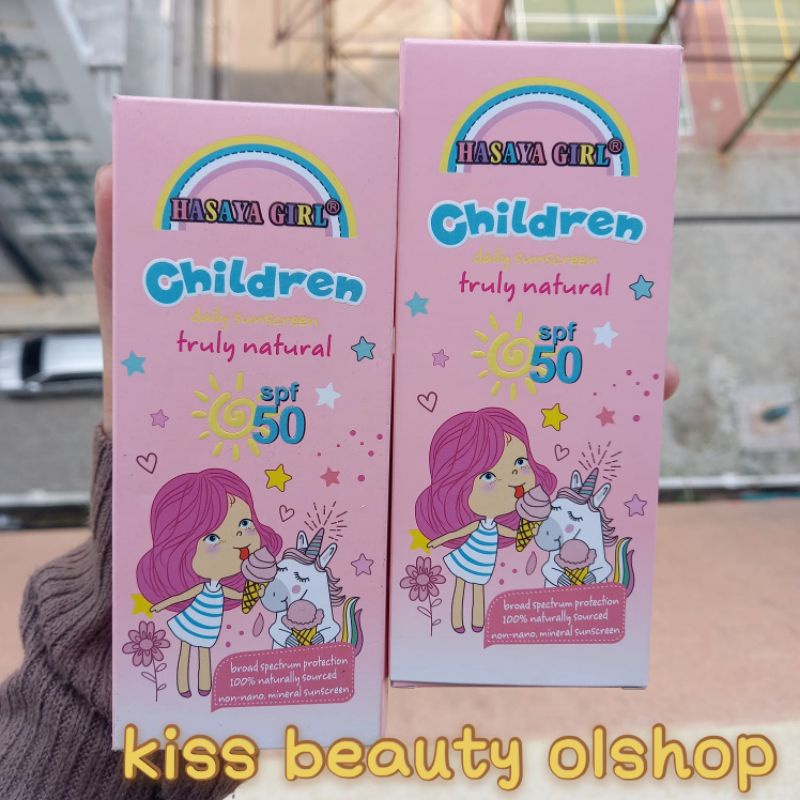 HASAYA GIRL®
Children
daily sunscreen
truly natural
spf
50
broad spectrum protection
100% naturally sourced
non-nano, mineral sunscreen
HASAYA GIRL®
Children
daily sunscreen
truly natural
spf
50
broad spectrum protection
100% naturally sourced
non-nano, mineral sunscreen
kiss beauty olshop